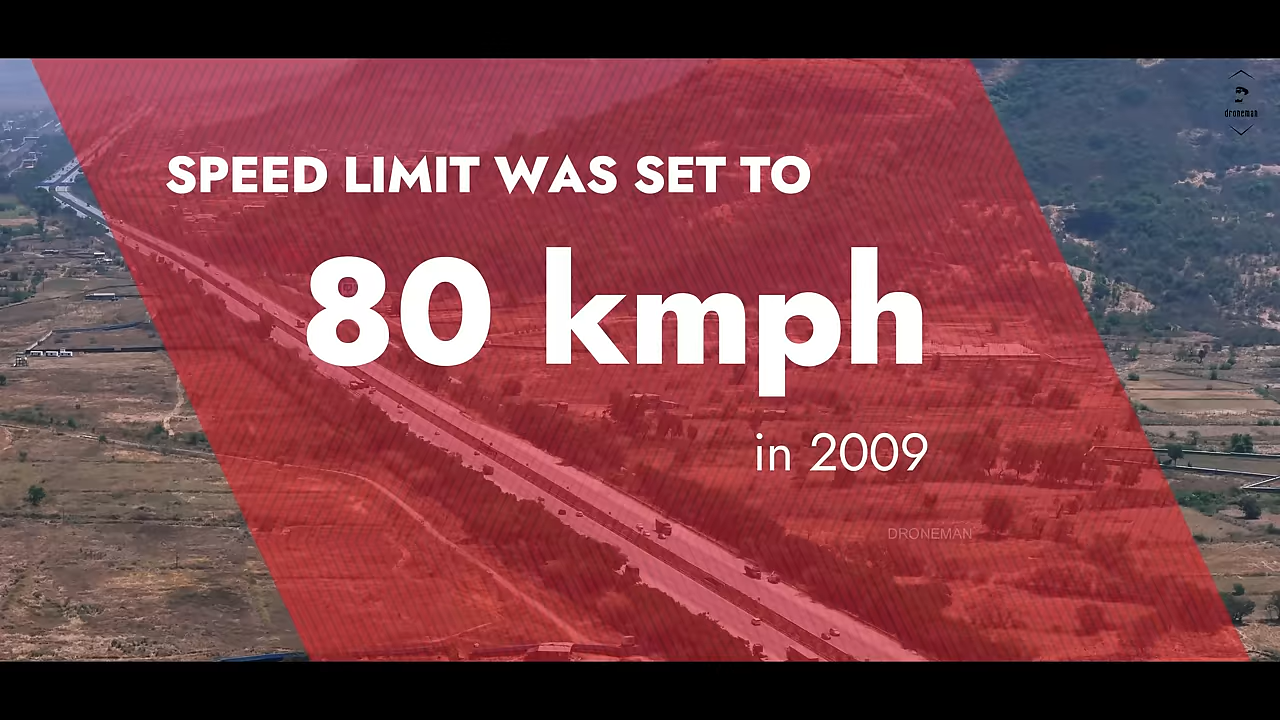 droneman
SPEED LIMIT WAS SET TO
80 kmph
in 2009
DRONEMAN